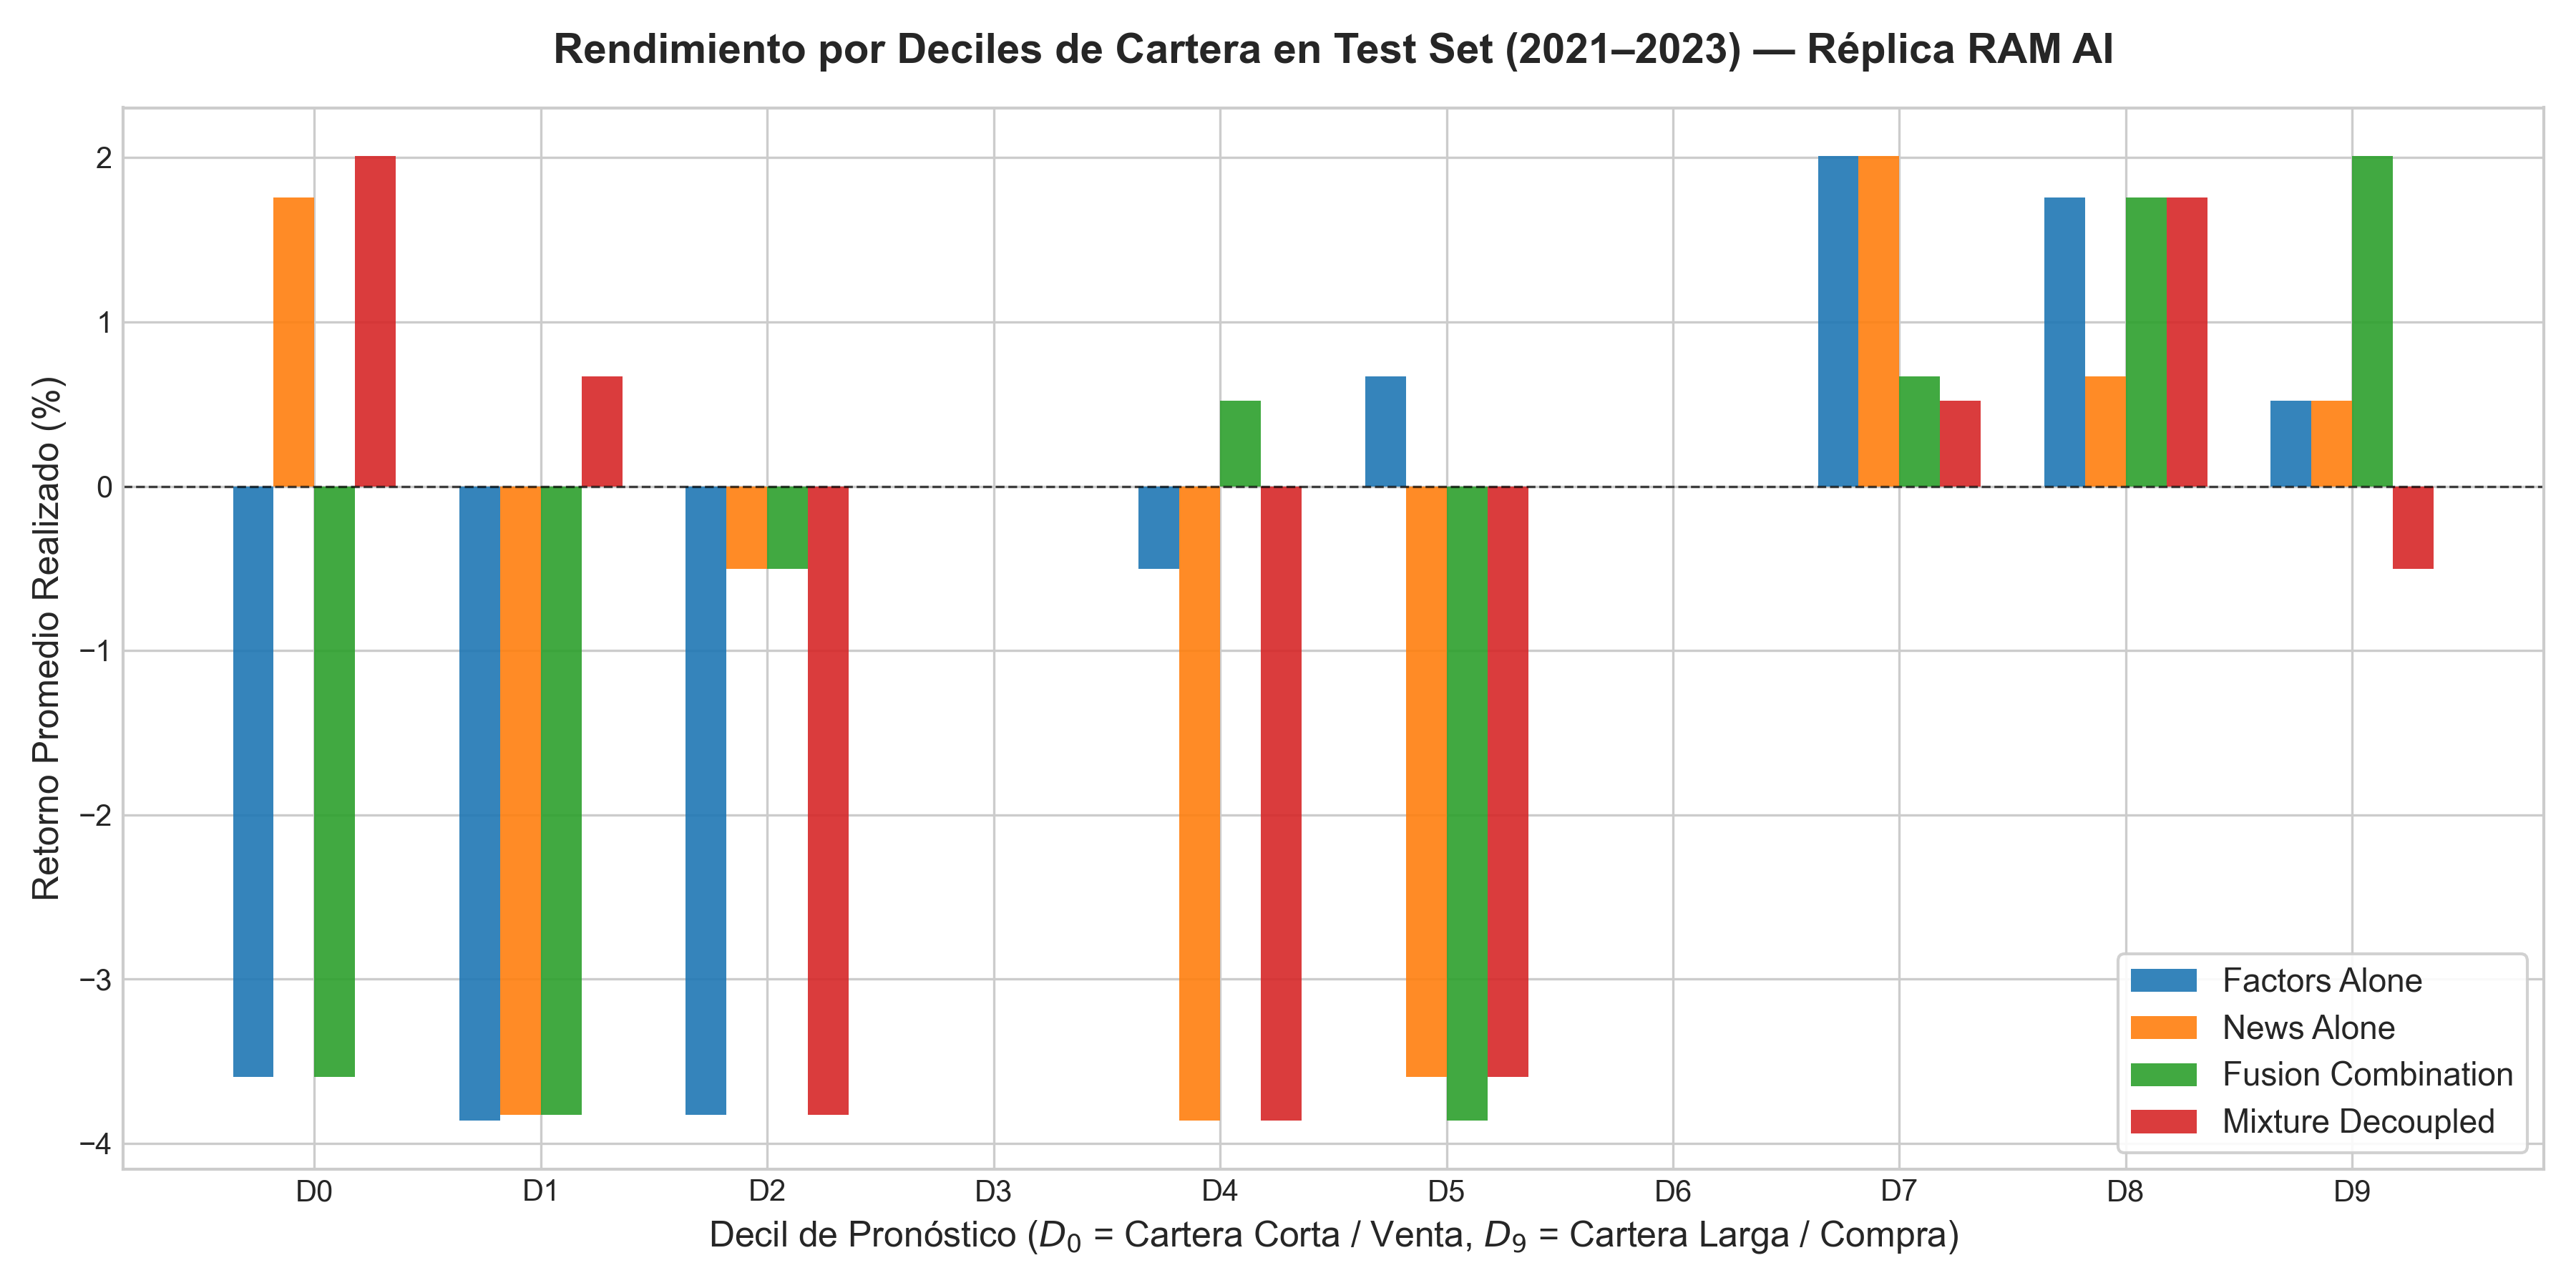 Rendimiento por Deciles de Cartera en Test Set (2021–2023) — Réplica RAM AI
Retorno Promedio Realizado (%)
2
1
0
−1
−2
−3
−4
D0 D1 D2 D3 D4 D5 D6 D7 D8 D9
Decil de Pronóstico (D₀ = Cartera Corta / Venta, D₉ = Cartera Larga / Compra)
Factors Alone
News Alone
Fusion Combination
Mixture Decoupled